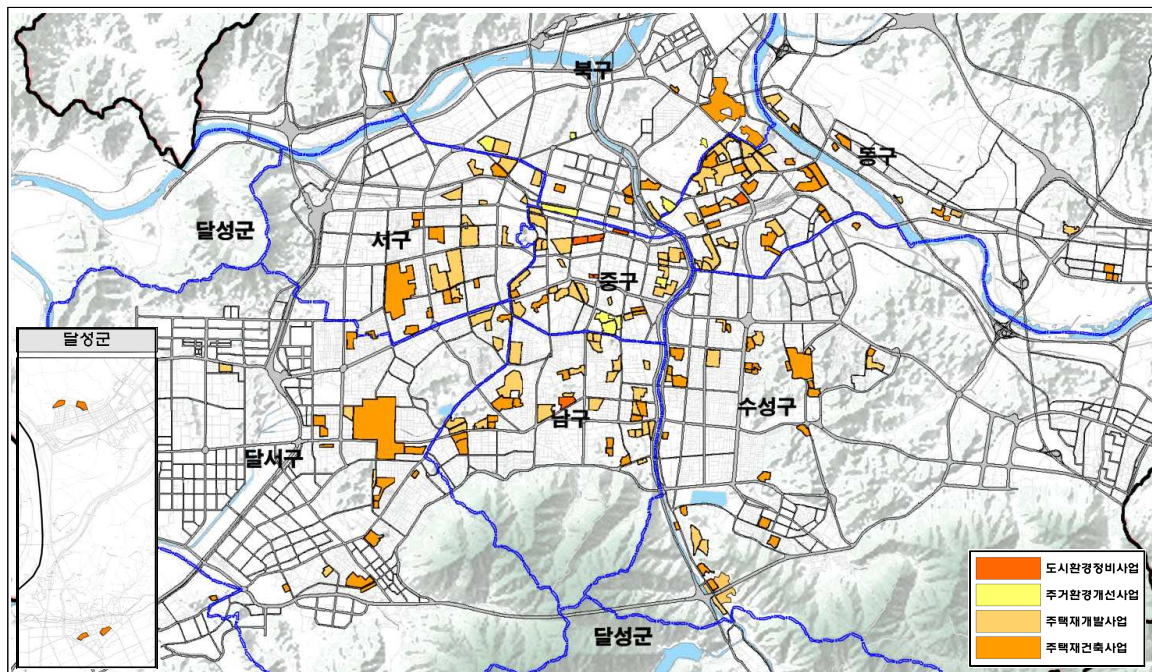 북구
동구
달성군
서구
중구
달성군
수성구
남구
달서구
도시환경정비사업
주거환경개선사업
주택재개발사업
주택재건축사업
달성군